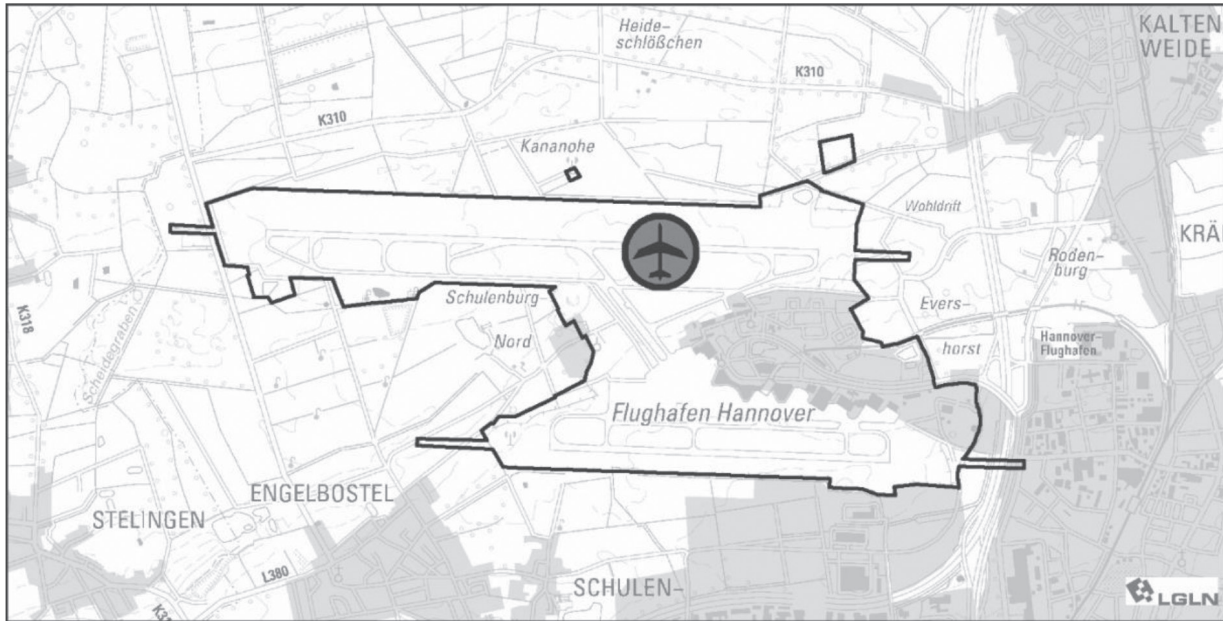 KALTEN
WEIDE
Heide-
schlößchen
K310
K310
Kananohe
Wohldrift
KRÄ
Roden-
burg
Schulenburg
Nord
Evers-
horst
Hannover-
Flughafen
K318
Scheidegraben
Flughafen Hannover
ENGELBOSTEL
STELINGEN
L380
SCHULEN-
LGLN